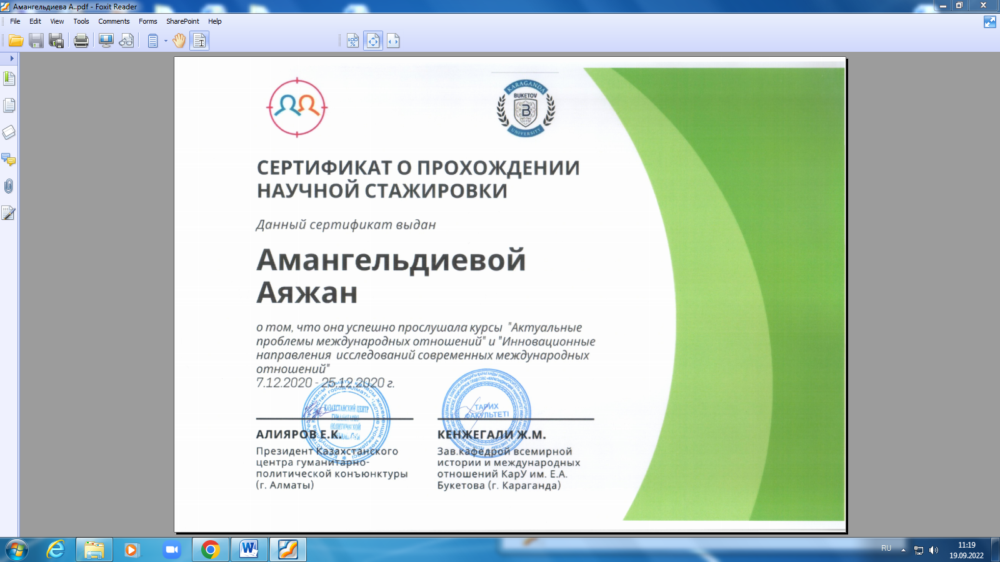 Амангельдиева А..pdf - Foxit Reader
File Edit View Tools Comments Forms SharePoint Help
KARAGANDA
BUKETOV
B
UNIVERSITY
СЕРТИФИКАТ О ПРОХОЖДЕНИИ
НАУЧНОЙ СТАЖИРОВКИ
Данный сертификат выдан
Амангельдиевой
Аяжан
о том, что она успешно прослушала курсы "Актуальные
проблемы международных отношений" и "Инновационные
направления исследований современных международных
отношений"
7.12.2020 - 25.12.2020 г.
КАЗАХСТАНСКИЙ ЦЕНТР
ПОЛИТИЧЕСКОЙ
ТАРИХ
ФАКУЛЬТЕТІ
АЛИЯРОВ Е.К.
Президент Казахстанского
центра гуманитарно-
политической конъюнктуры
(г. Алматы)
КЕНЖЕГАЛИ Ж.М.
Зав.кафедрой всемирной
истории и международных
отношений КарУ им. Е.А.
Букетова (г. Караганда)
RU
11:19
19.09.2022